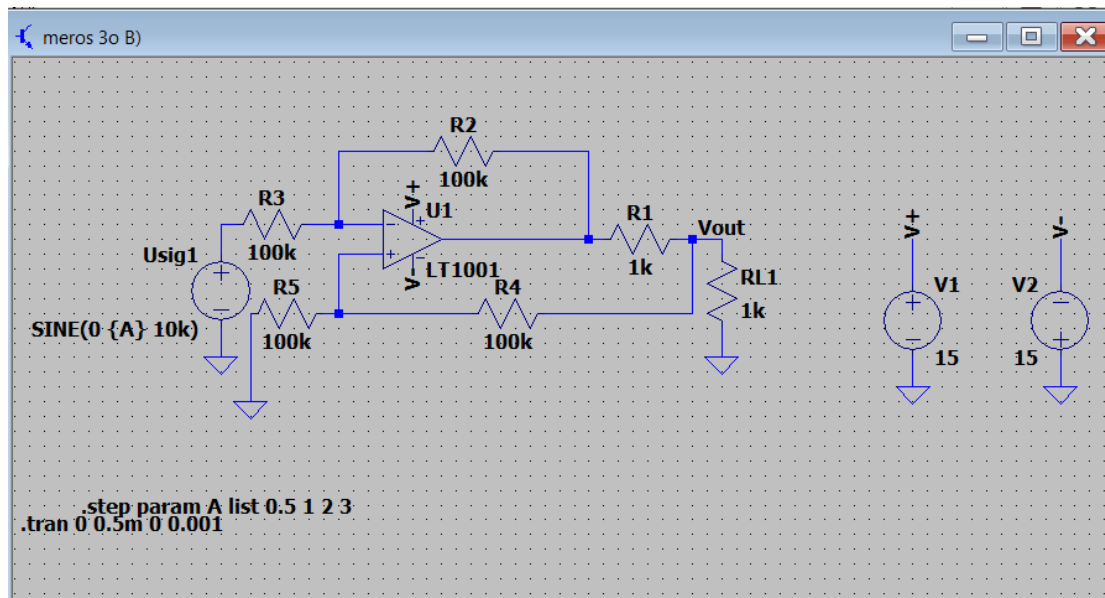 meros 3o B)
R2
100k
R3
100k
V+
U1
+
-
+
-
V-
LT1001
R1
1k
Vout
Usig1
+
-
SINE(0 {A} 10k)
R5
100k
R4
100k
RL1
1k
V+
V1
+
-
15
V-
V2
-
+
15
.step param A list 0.5 1 2 3
.tran 0 0.5m 0 0.001